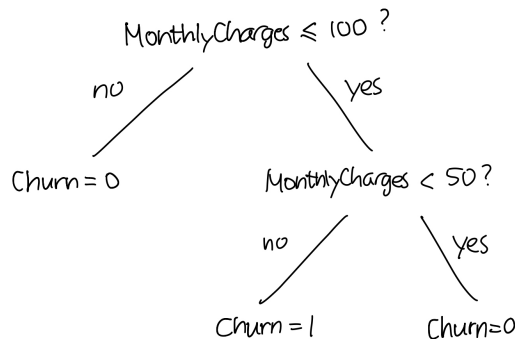 MonthlyCharges ≤ 100 ?
no
yes
Churn = 0
MonthlyCharges < 50 ?
no
yes
Churn = 1
Churn=0